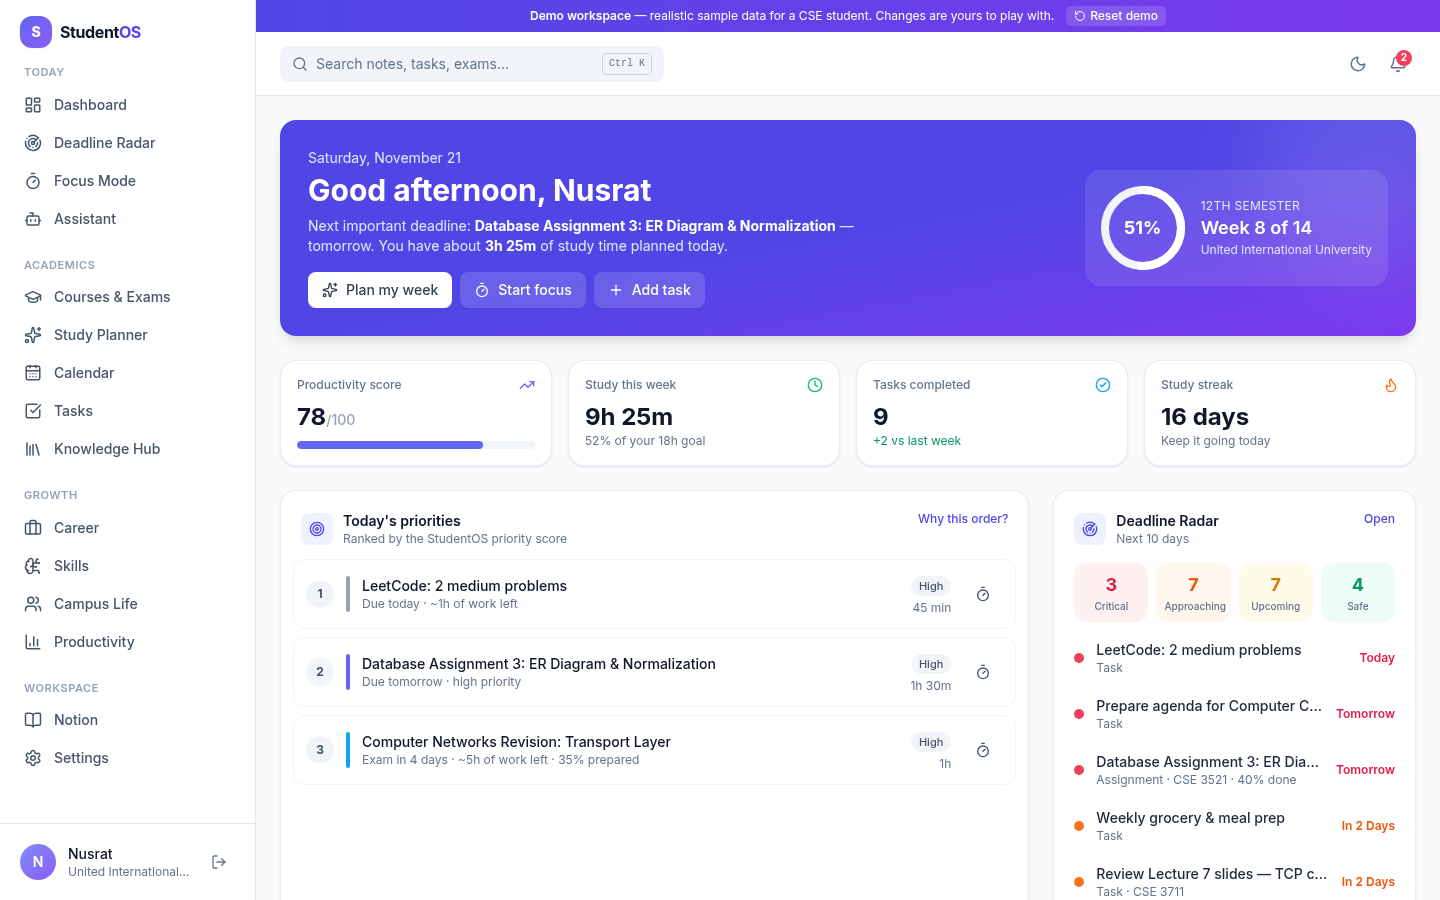 StudentOS
S
TODAY
Dashboard
Deadline Radar
Focus Mode
Assistant
ACADEMICS
Courses & Exams
Study Planner
Calendar
Tasks
Knowledge Hub
GROWTH
Career
Skills
Campus Life
Productivity
WORKSPACE
Notion
Settings
N
Nusrat
United International...
Demo workspace — realistic sample data for a CSE student. Changes are yours to play with.
Reset demo
Search notes, tasks, exams...
Ctrl K
2
Saturday, November 21
Good afternoon, Nusrat
Next important deadline: Database Assignment 3: ER Diagram & Normalization —
tomorrow. You have about 3h 25m of study time planned today.
Plan my week
Start focus
Add task
51%
12TH SEMESTER
Week 8 of 14
United International University
Productivity score
78/100
Study this week
9h 25m
52% of your 18h goal
Tasks completed
9
+2 vs last week
Study streak
16 days
Keep it going today
Today's priorities
Ranked by the StudentOS priority score
Why this order?
1
LeetCode: 2 medium problems
Due today · ~1h of work left
High
45 min
2
Database Assignment 3: ER Diagram & Normalization
Due tomorrow · high priority
High
1h 30m
3
Computer Networks Revision: Transport Layer
Exam in 4 days · ~5h of work left · 35% prepared
High
1h
Deadline Radar
Next 10 days
Open
3
Critical
7
Approaching
7
Upcoming
4
Safe
LeetCode: 2 medium problems
Task
Today
Prepare agenda for Computer C...
Task
Tomorrow
Database Assignment 3: ER Dia...
Assignment · CSE 3521 · 40% done
Tomorrow
Weekly grocery & meal prep
Task
In 2 Days
Review Lecture 7 slides — TCP c...
Task · CSE 3711
In 2 Days